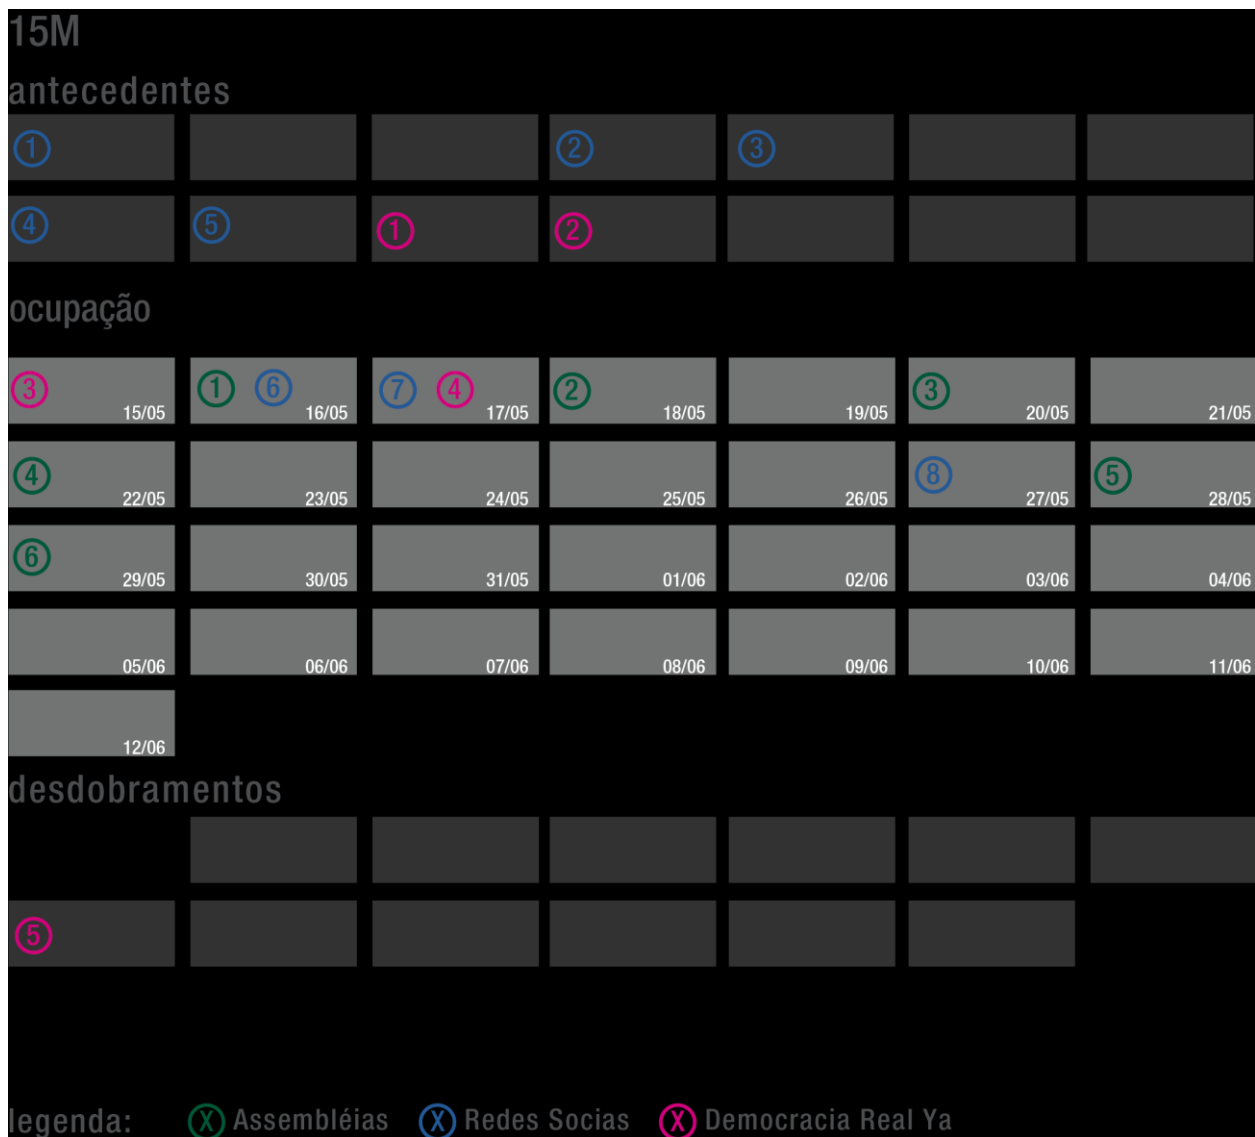 15M
antecedentes
1 2 3
4 5 1 2
ocupação
3 1 6 7 4 2 3
15/05 16/05 17/05 18/05 19/05 20/05 21/05
4 8 5
22/05 23/05 24/05 25/05 26/05 27/05 28/05
6
29/05 30/05 31/05 01/06 02/06 03/06 04/06
05/06 06/06 07/06 08/06 09/06 10/06 11/06
12/06
desdobramentos
5
legenda: X Assembléias X Redes Socias X Democracia Real Ya